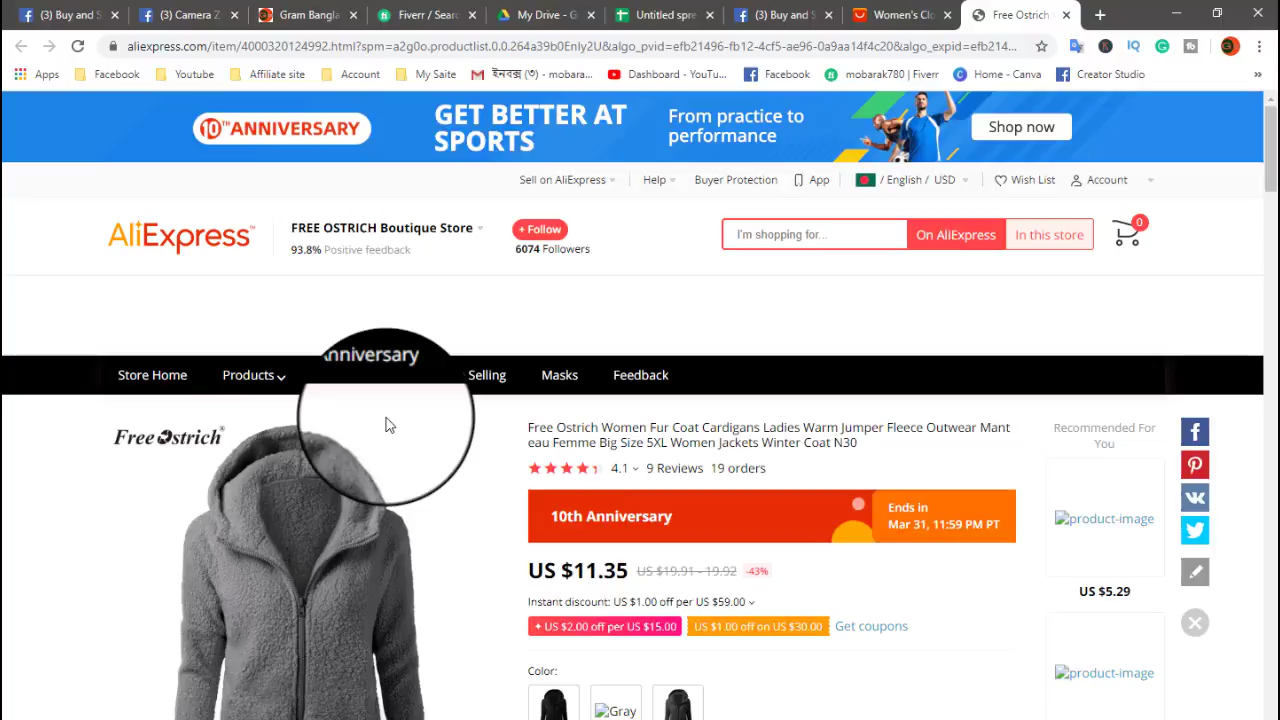 (3) Buy and S
(3) Camera Z
Gram Bangla
Fiverr / Sear
My Drive - G
Untitled spre
(3) Buy and S
Women's Clo
Free Ostrich
aliexpress.com/item/4000320124992.html?spm=a2g0o.productlist.0.0.264a39b0Enly2U&algo_pvid=efb21496-fb12-4cf5-ae96-0a9aa14f4c20&algo_expid=efb214...
Apps
Facebook
Youtube
Affiliate site
Account
My Saite
ইনবক্স (৩) - mobara...
Dashboard - YouTu...
Facebook
mobarak780 | Fiverr
Home - Canva
Creator Studio
10TH ANNIVERSARY
GET BETTER AT
SPORTS
From practice to
performance
Shop now
Sell on AliExpress
Help
Buyer Protection
App
/ English / USD
Wish List
Account
AliExpress™
FREE OSTRICH Boutique Store
93.8% Positive feedback
+ Follow
6074 Followers
I'm shopping for...
On AliExpress
In this store
0
Store Home
Products
nniversary
Selling
Masks
Feedback
Free Ostrich
Free Ostrich Women Fur Coat Cardigans Ladies Warm Jumper Fleece Outwear Mant
eau Femme Big Size 5XL Women Jackets Winter Coat N30
4.1
9 Reviews
19 orders
10th Anniversary
Ends in
Mar 31, 11:59 PM PT
US $11.35
US $19.91 - 19.92
-43%
Instant discount: US $1.00 off per US $59.00
US $2.00 off per US $15.00
US $1.00 off on US $30.00
Get coupons
Color:
Gray
Recommended For
You
product-image
US $5.29
product-image